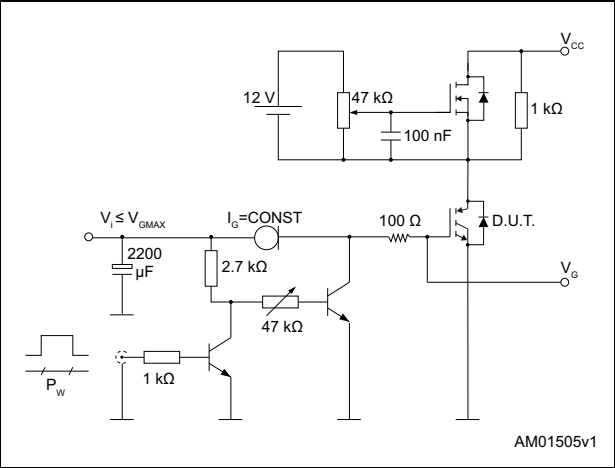 V_CC
12 V
47 kΩ
1 kΩ
100 nF
V_i ≤ V_GMAX
I_G=CONST
100 Ω
D.U.T.
2200
μF
2.7 kΩ
V_G
47 kΩ
1 kΩ
P_W
AM01505v1